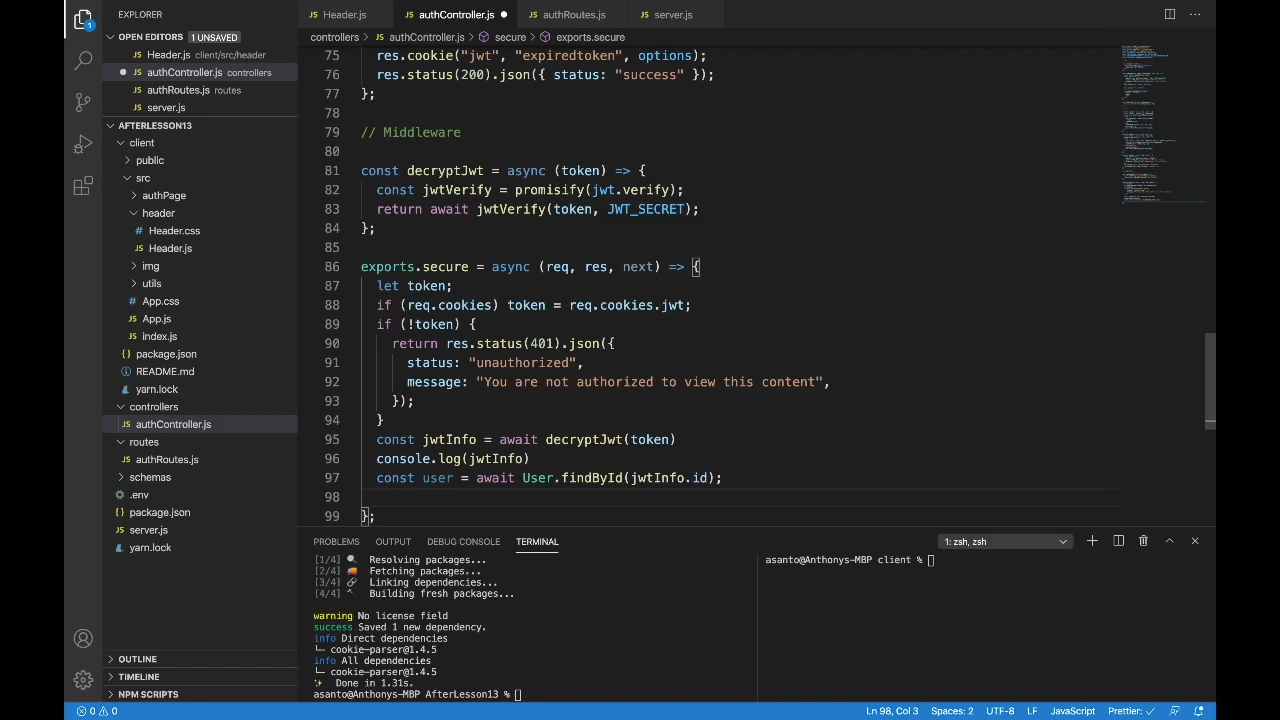 EXPLORER
OPEN EDITORS 1 UNSAVED
Header.js client/src/header
authController.js controllers
authRoutes.js routes
server.js
AFTERLESSON13
client
public
src
authPage
header
Header.css
Header.js
img
utils
App.css
App.js
index.js
package.json
README.md
yarn.lock
controllers
authController.js
routes
authRoutes.js
schemas
.env
package.json
server.js
yarn.lock
OUTLINE
TIMELINE
NPM SCRIPTS
Header.js authController.js authRoutes.js server.js
controllers > authController.js > secure > exports.secure
75 res.cookie("jwt", "expiredtoken", options);
76 res.status(200).json({ status: "success" });
77 };
78
79 // Middleware
80
81 const decryptJwt = async (token) => {
82 const jwtVerify = promisify(jwt.verify);
83 return await jwtVerify(token, JWT_SECRET);
84 };
85
86 exports.secure = async (req, res, next) => {
87 let token;
88 if (req.cookies) token = req.cookies.jwt;
89 if (!token) {
90 return res.status(401).json({
91 status: "unauthorized",
92 message: "You are not authorized to view this content",
93 });
94 }
95 const jwtInfo = await decryptJwt(token)
96 console.log(jwtInfo)
97 const user = await User.findById(jwtInfo.id);
98
99 };
PROBLEMS OUTPUT DEBUG CONSOLE TERMINAL 1: zsh, zsh
[1/4] Resolving packages...
[2/4] Fetching packages...
[3/4] Linking dependencies...
[4/4] Building fresh packages...
warning No license field
success Saved 1 new dependency.
info Direct dependencies
└─ cookie-parser@1.4.5
info All dependencies
└─ cookie-parser@1.4.5
✨ Done in 1.31s.
asanto@Anthonys-MBP AfterLesson13 %
asanto@Anthonys-MBP client %
0 0 Ln 98, Col 3 Spaces: 2 UTF-8 LF JavaScript Prettier: ✓
1